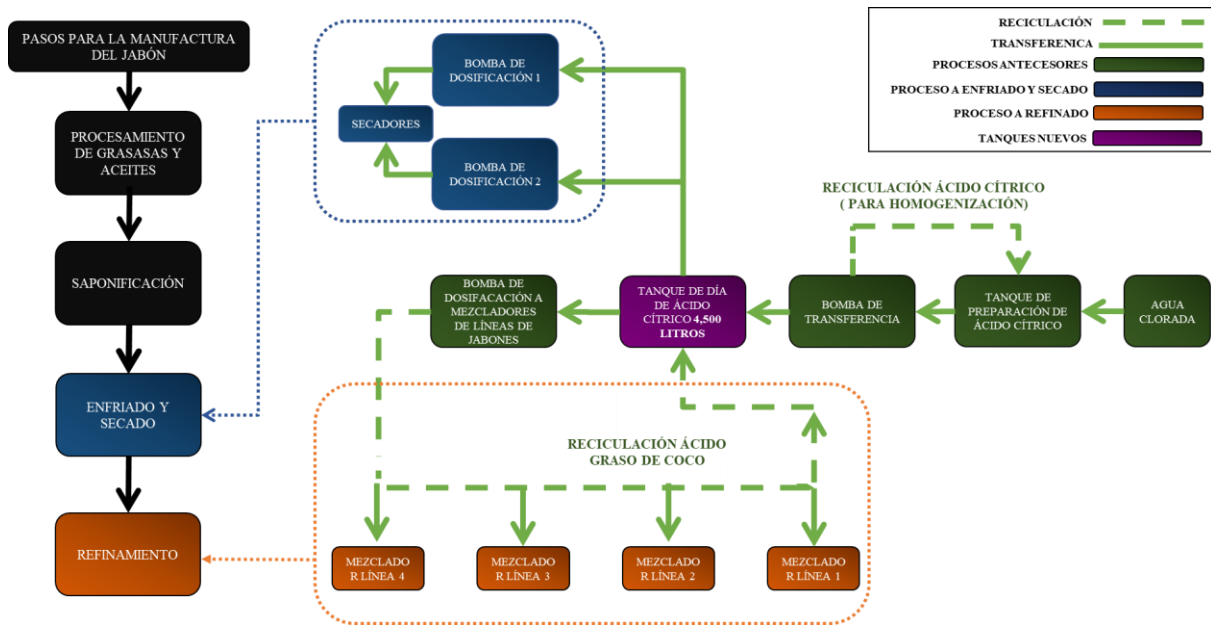 PASOS PARA LA MANUFACTURA
DEL JABÓN
PROCESAMIENTO
DE GRASASAS Y
ACEITES
SAPONIFICACIÓN
ENFRIADO Y
SECADO
REFINAMIENTO
BOMBA DE
DOSIFICACIÓN 1
SECADORES
BOMBA DE
DOSIFICACIÓN 2
RECICULACIÓN
TRANSFERENICA
PROCESOS ANTECESORES
PROCESO A ENFRIADO Y SECADO
PROCESO A REFINADO
TANQUES NUEVOS
RECICULACIÓN ÁCIDO CÍTRICO
( PARA HOMOGENIZACIÓN)
BOMBA DE
DOSIFACACIÓN A
MEZCLADORES
DE LÍNEAS DE
JABONES
TANQUE DE DÍA
DE ÁCIDO
CÍTRICO 4,500
LITROS
BOMBA DE
TRANSFERENCIA
TANQUE DE
PREPARACIÓN DE
ÁCIDO CÍTRICO
AGUA
CLORADA
RECICULACIÓN ÁCIDO
GRASO DE COCO
MEZCLADO
R LÍNEA 4
MEZCLADO
R LÍNEA 3
MEZCLADO
R LÍNEA 2
MEZCLADO
R LÍNEA 1